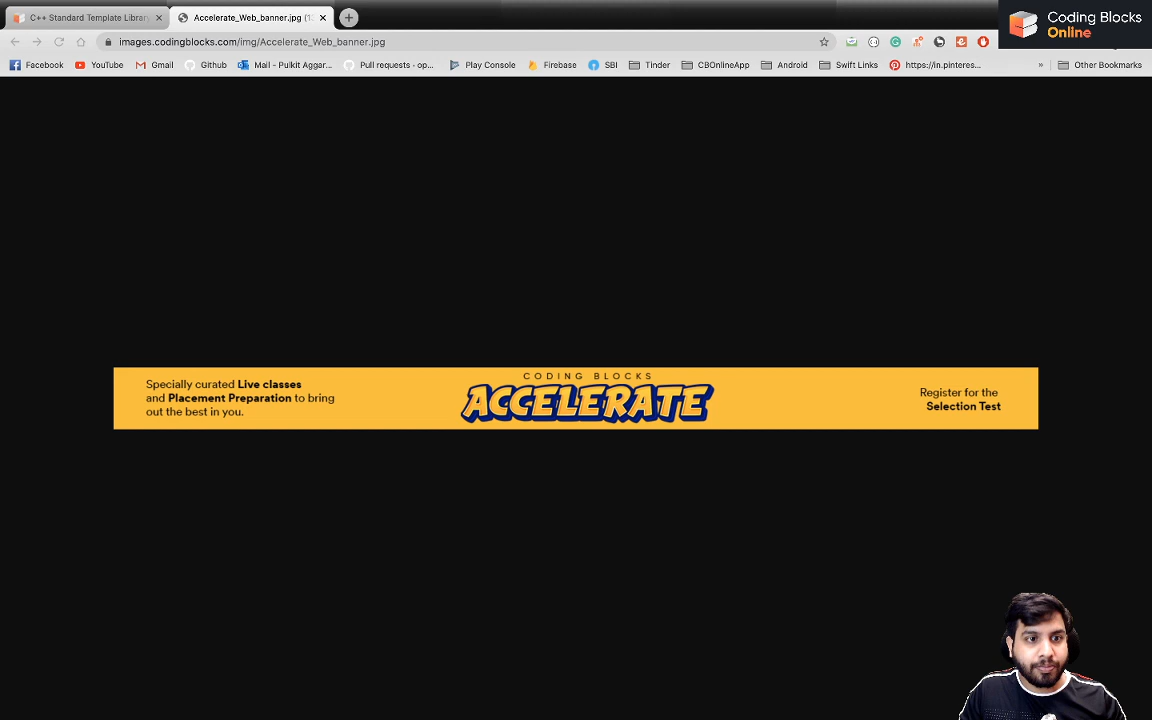 C++ Standard Template Library
Accelerate_Web_banner.jpg (1
Coding Blocks
Online
images.codingblocks.com/img/Accelerate_Web_banner.jpg
Facebook
YouTube
Gmail
Github
Mail - Pulkit Aggar...
Pull requests - op...
Play Console
Firebase
SBI
Tinder
CBOnlineApp
Android
Swift Links
https://in.pinteres...
»
Other Bookmarks
Specially curated Live classes
and Placement Preparation to bring
out the best in you.
CODING BLOCKS
ACCELERATE
Register for the
Selection Test